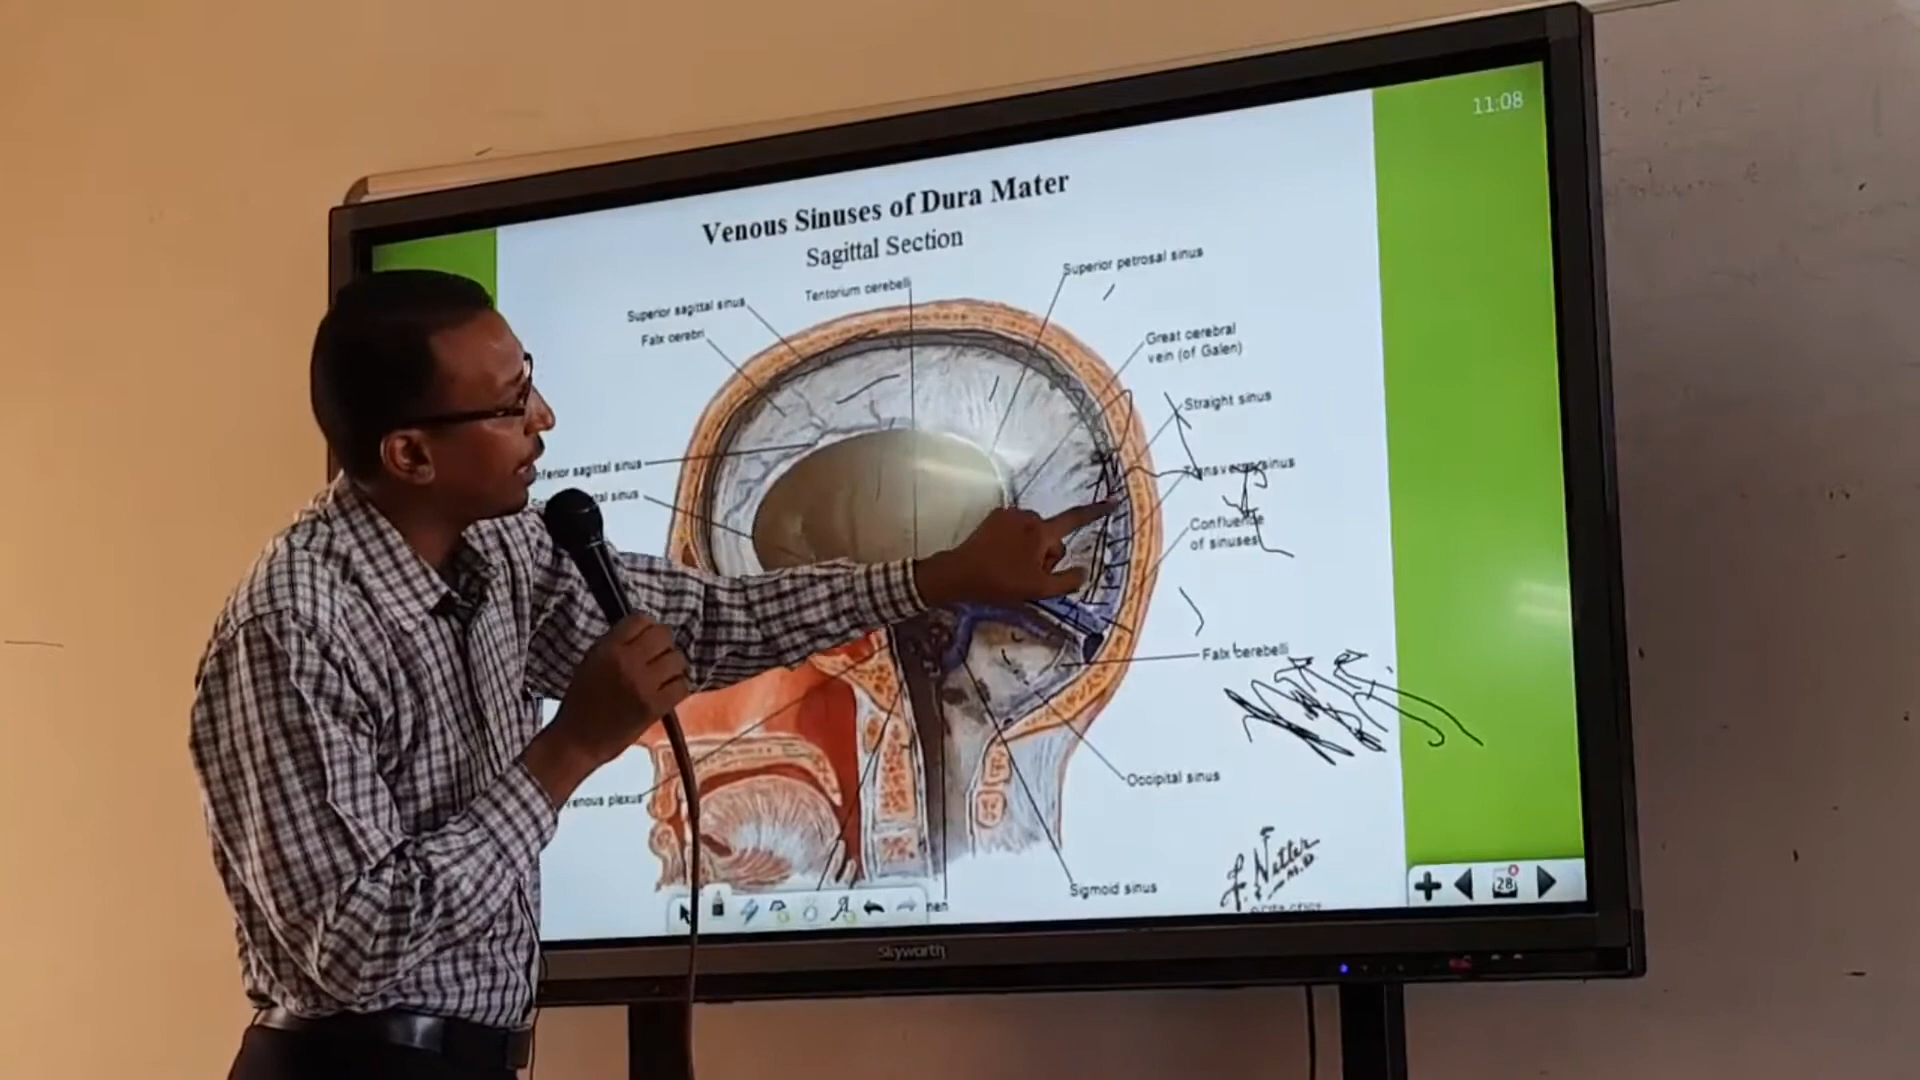 11:08
Venous Sinuses of Dura Mater
Sagittal Section
Superior petrosal sinus
Tentorium cerebelli
Superior sagittal sinus
Falx cerebri
Great cerebral
vein (of Galen)
Straight sinus
Inferior sagittal sinus
Transverse sinus
sinus
Confluence
of sinuses
Falx cerebelli
Occipital sinus
venous plexus
Sigmoid sinus
F. Netter
M.D.
28
Skyworth